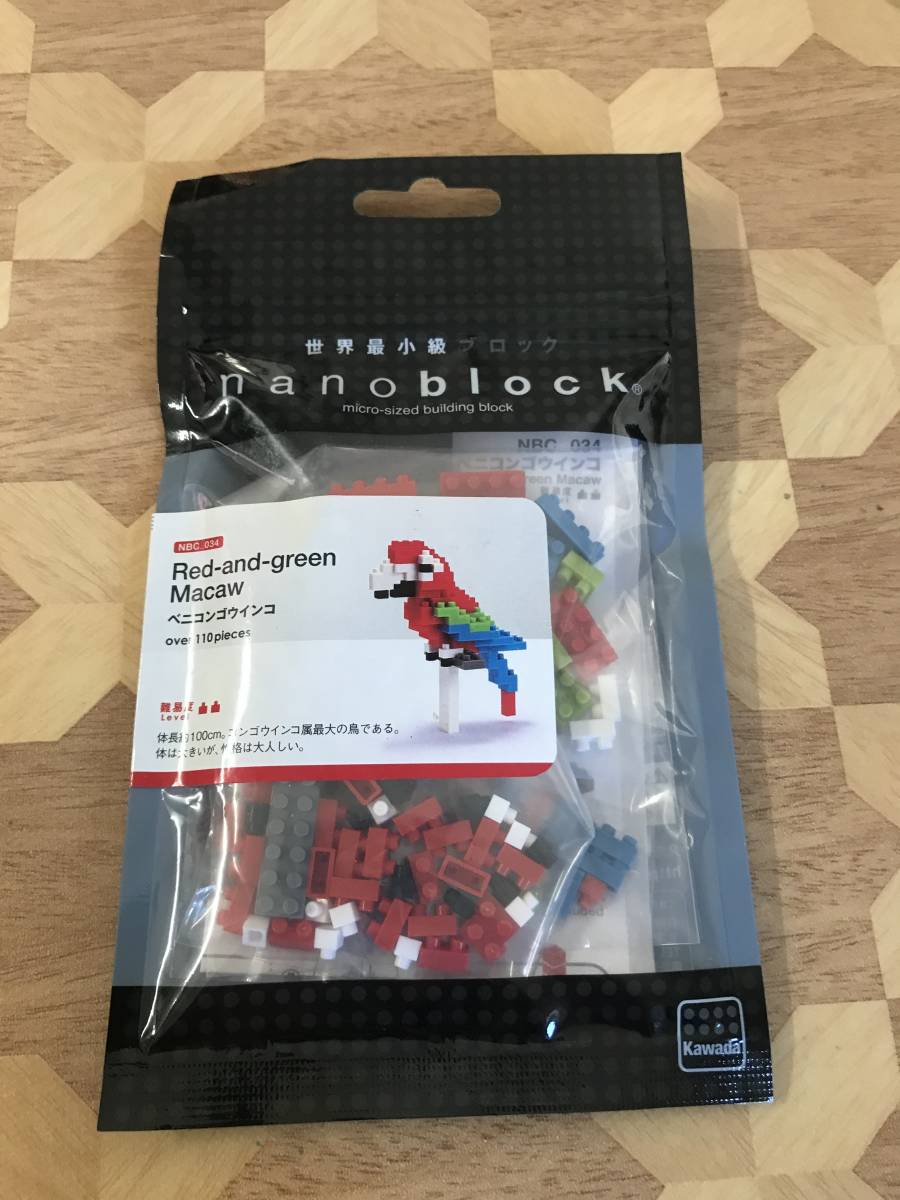 世界最小級ブロック
nanoblock®
micro-sized building block
NBC_034
ベニコンゴウインコ
een Macaw
難易度
NBC_034
Red-and-green
Macaw
ベニコンゴウインコ
over 110pieces
難易度
Level
体長約100cm。コンゴウインコ属最大の鳥である。
体は大きいが、性格は大人しい。
Kawada